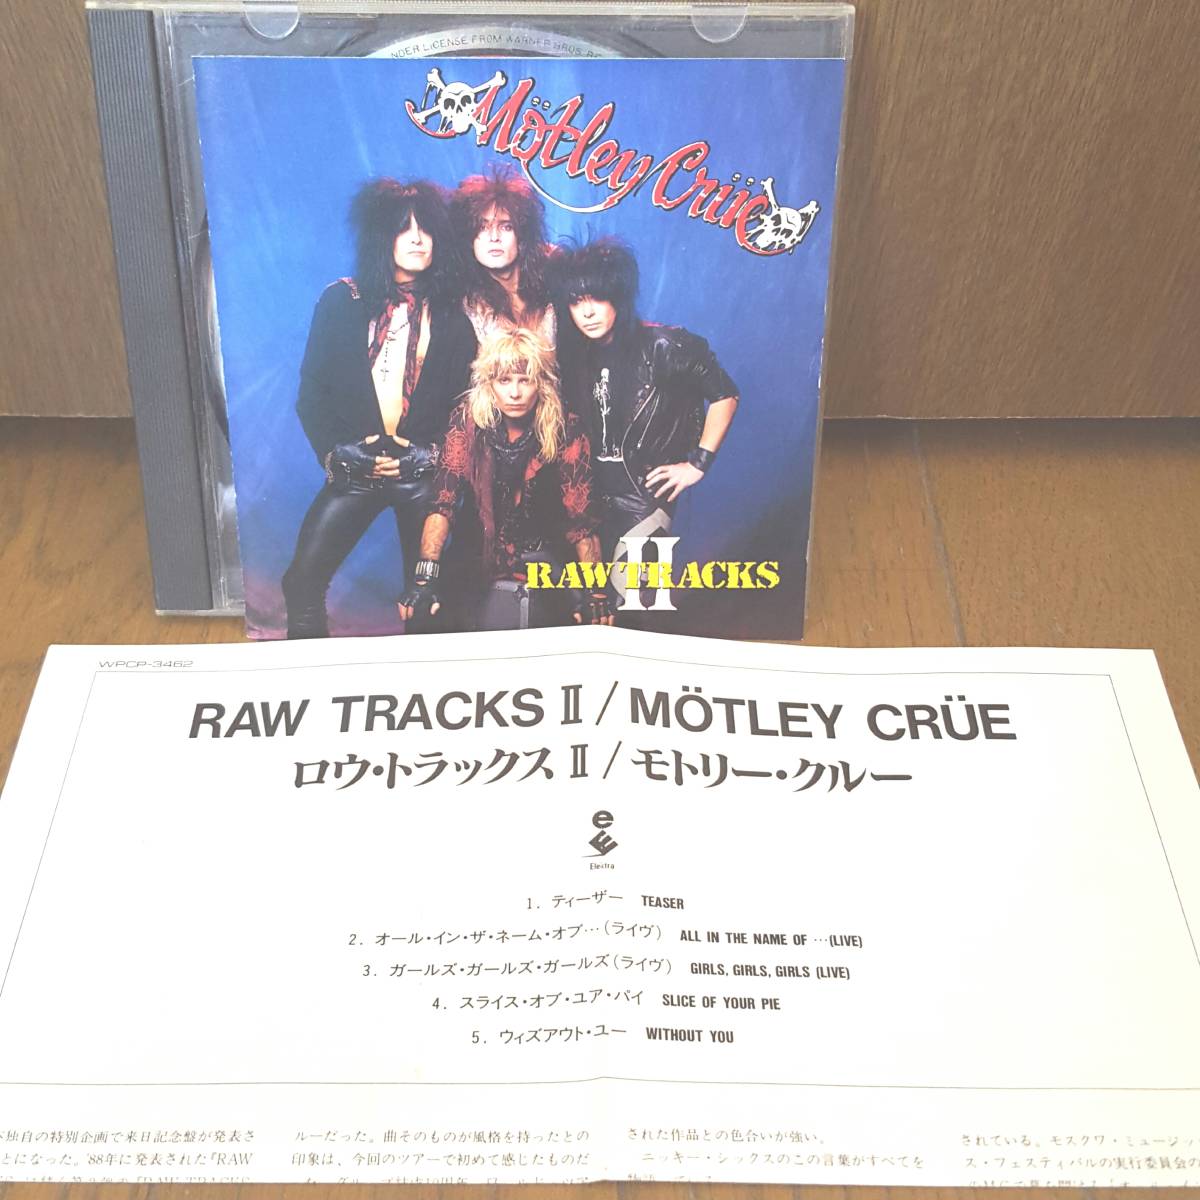 UNDER LICENSE FROM WARNER BROS. RE
Mötley Crüe
II
RAW TRACKS
WPCP-3462
RAW TRACKS II / MÖTLEY CRÜE
ロウ・トラックス II / モトリー・クルー
Elektra
1. ティーザー TEASER
2. オール・イン・ザ・ネーム・オブ…(ライヴ) ALL IN THE NAME OF …(LIVE)
3. ガールズ・ガールズ・ガールズ(ライヴ) GIRLS, GIRLS, GIRLS (LIVE)
4. スライス・オブ・ユア・パイ SLICE OF YOUR PIE
5. ウィズアウト・ユー WITHOUT YOU
独自の特別企画で来日記念盤が発表さ
とになった。'88年に発表された『RAW
ルーだった。曲そのものが風格を持ったとの
印象は、今回のツアーで初めて感じたものだ
された作品との色合いが強い。
ニッキー・シックスのこの言葉がすべてを
されている。モスクワ・ミュージッ
ス・フェスティバルの実行委員会の